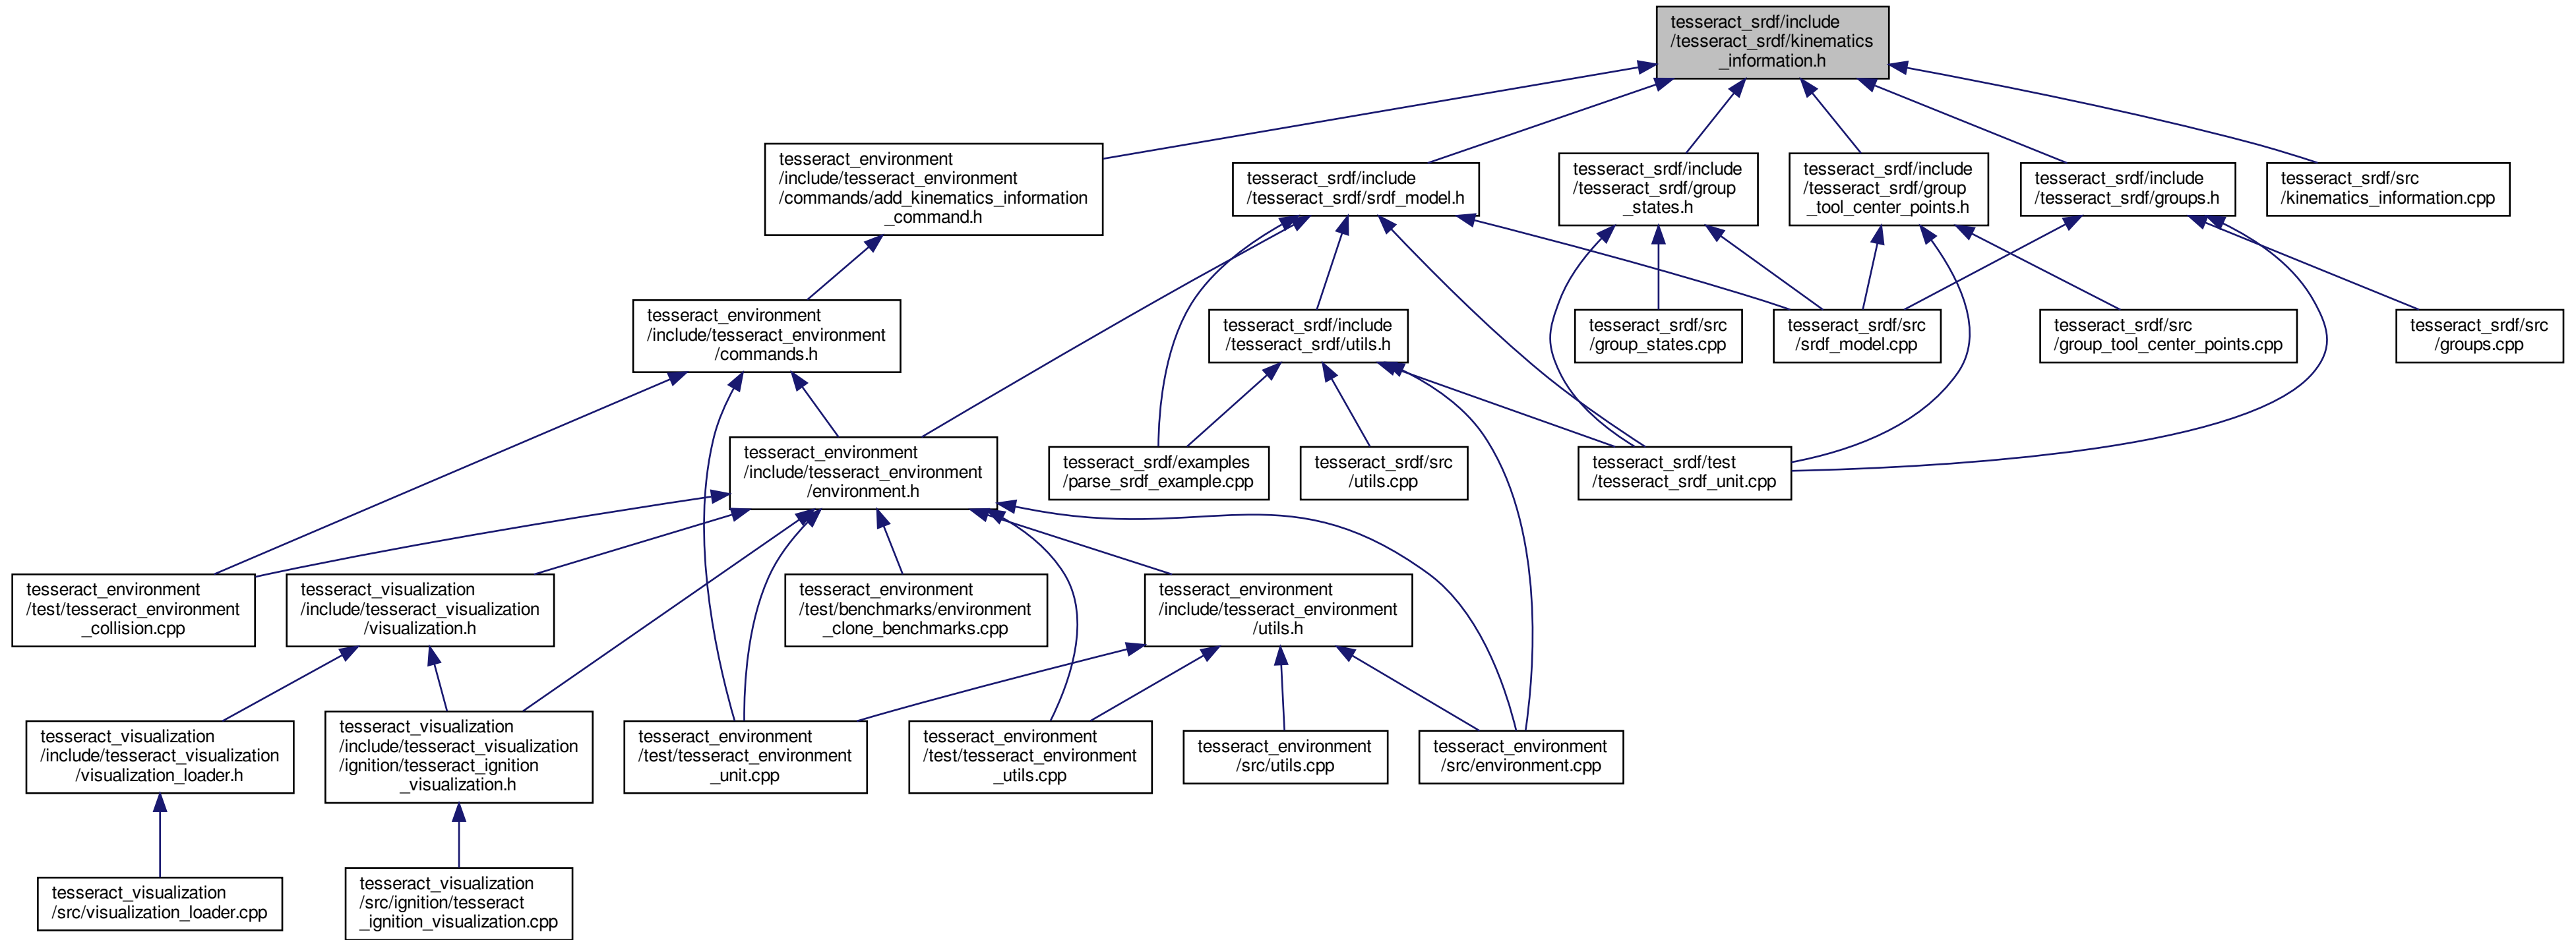 tesseract_srdf/include
/tesseract_srdf/kinematics
_information.h
tesseract_environment
/include/tesseract_environment
/commands/add_kinematics_information
_command.h
tesseract_srdf/include
/tesseract_srdf/srdf_model.h
tesseract_srdf/include
/tesseract_srdf/group
_states.h
tesseract_srdf/include
/tesseract_srdf/group
_tool_center_points.h
tesseract_srdf/include
/tesseract_srdf/groups.h
tesseract_srdf/src
/kinematics_information.cpp
tesseract_environment
/include/tesseract_environment
/commands.h
tesseract_srdf/include
/tesseract_srdf/utils.h
tesseract_srdf/src
/group_states.cpp
tesseract_srdf/src
/srdf_model.cpp
tesseract_srdf/src
/group_tool_center_points.cpp
tesseract_srdf/src
/groups.cpp
tesseract_environment
/include/tesseract_environment
/environment.h
tesseract_srdf/examples
/parse_srdf_example.cpp
tesseract_srdf/src
/utils.cpp
tesseract_srdf/test
/tesseract_srdf_unit.cpp
tesseract_environment
/test/tesseract_environment
_collision.cpp
tesseract_visualization
/include/tesseract_visualization
/visualization.h
tesseract_environment
/test/benchmarks/environment
_clone_benchmarks.cpp
tesseract_environment
/include/tesseract_environment
/utils.h
tesseract_visualization
/include/tesseract_visualization
/visualization_loader.h
tesseract_visualization
/include/tesseract_visualization
/ignition/tesseract_ignition
_visualization.h
tesseract_environment
/test/tesseract_environment
_unit.cpp
tesseract_environment
/test/tesseract_environment
_utils.cpp
tesseract_environment
/src/utils.cpp
tesseract_environment
/src/environment.cpp
tesseract_visualization
/src/visualization_loader.cpp
tesseract_visualization
/src/ignition/tesseract
_ignition_visualization.cpp